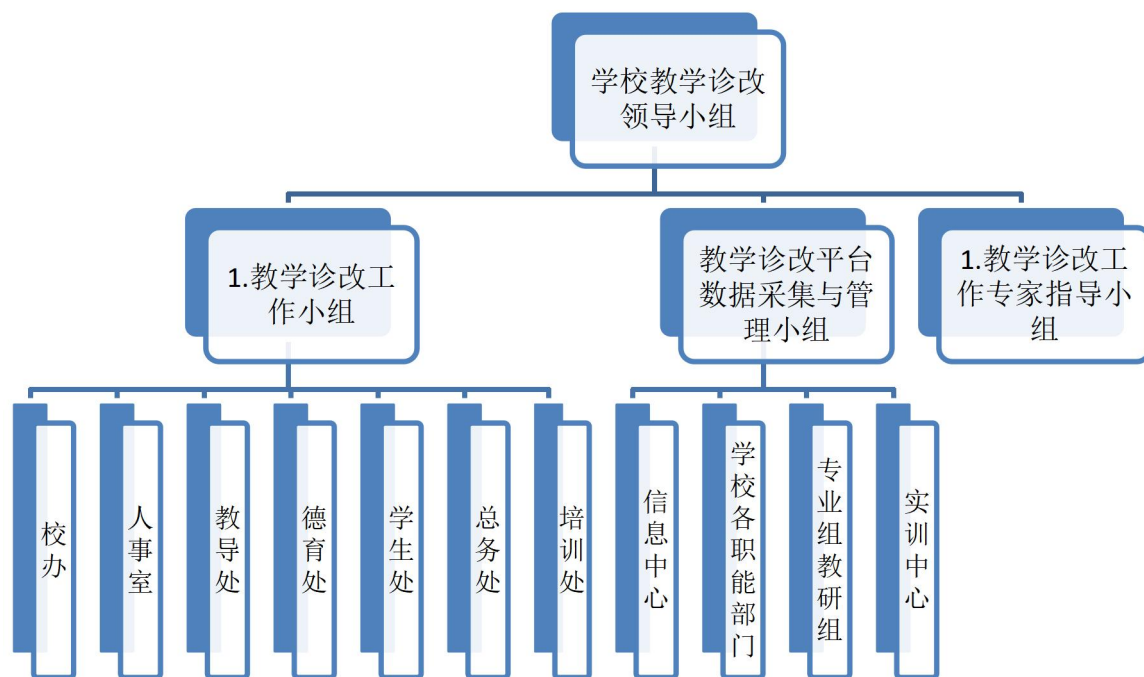 学校教学诊改
领导小组
1.教学诊改工
作小组
教学诊改平台
数据采集与管
理小组
1.教学诊改工
作专家指导小
组
校办
人事室
教导处
德育处
学生处
总务处
培训处
信息中心
学校各职能部门
专业组教研组
实训中心